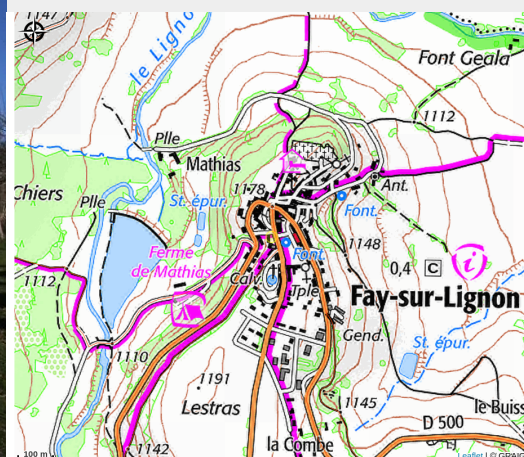 1147
le Ligno
Font Geala
1112
Plle
Mathias
Ant.
Chiers
1178
Plle
St. épur.
Font.
Ferme
de Mathias
Font.
1148
0,4 C
i
1112
Calv.
Tple
Fay-sur-Lignon
Gend.
St. épur.
1110
1191
Lestras
1145
le Buiss
D 500
1142
la Combe
100 m
Leaflet | © GRAIG